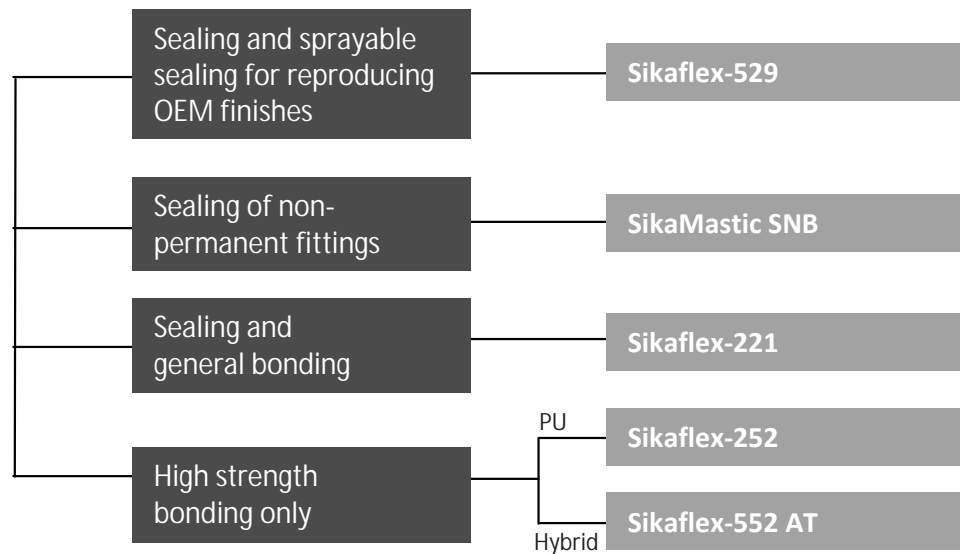 Sealing and sprayable
sealing for reproducing
OEM finishes
Sikaflex-529
Sealing of non-
permanent fittings
SikaMastic SNB
Sealing and
general bonding
Sikaflex-221
High strength
bonding only
PU
Sikaflex-252
Hybrid
Sikaflex-552 AT